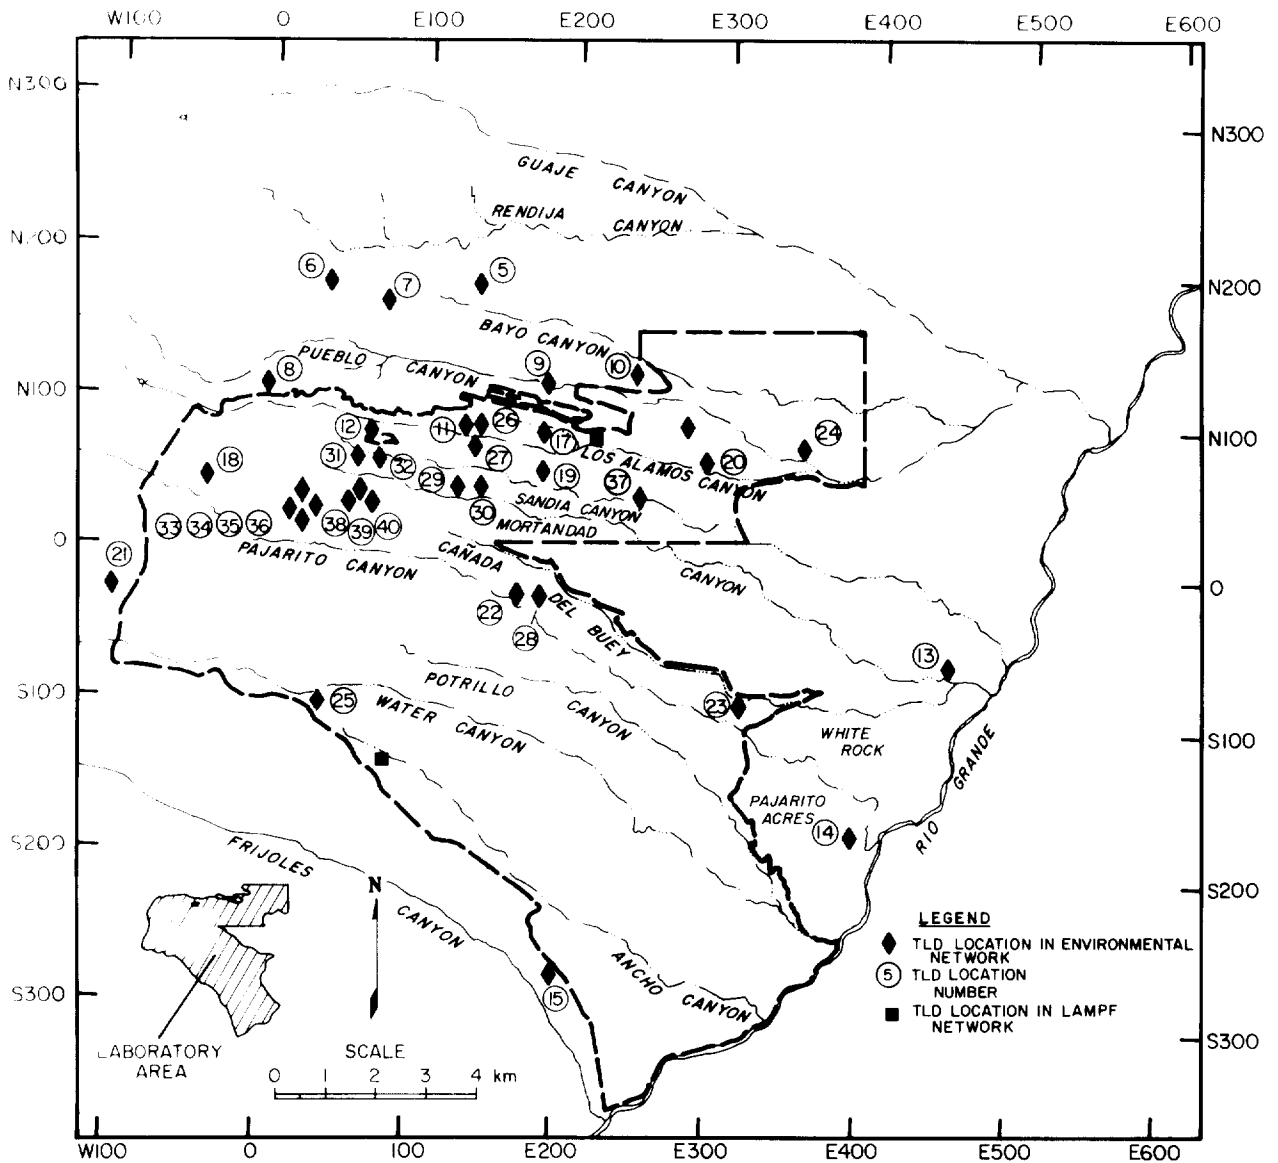 W100 0 E100 E200 E300 E400 E500 E600
N300
N300
GUAJE CANYON
RENDIJA CANYON
N200
6
5
7
N200
BAYO CANYON
PUEBLO CANYON
9
10
8
N100
12
11
26
17
24
N100
LOS ALAMOS CANYON
18
31
32
27
20
29
19
37
SANDIA CANYON
30
33 34 35 36 38 39 40
MORTANDAD CANYON
0
21
PAJARITO CANYON
CAÑADA DEL BUEY
0
22
28
13
S100
POTRILLO CANYON
25
23
WATER CANYON
WHITE
ROCK
S100
RIO GRANDE
PAJARITO
ACRES
14
S200
FRIJOLES CANYON
N
S200
LEGEND
TLD LOCATION IN ENVIRONMENTAL
NETWORK
5 TLD LOCATION
NUMBER
TLD LOCATION IN LAMPF
NETWORK
ANCHO CANYON
15
S300
S300
LABORATORY
AREA
SCALE
0 1 2 3 4 km
W100 0 100 E200 E300 E400 E500 E600